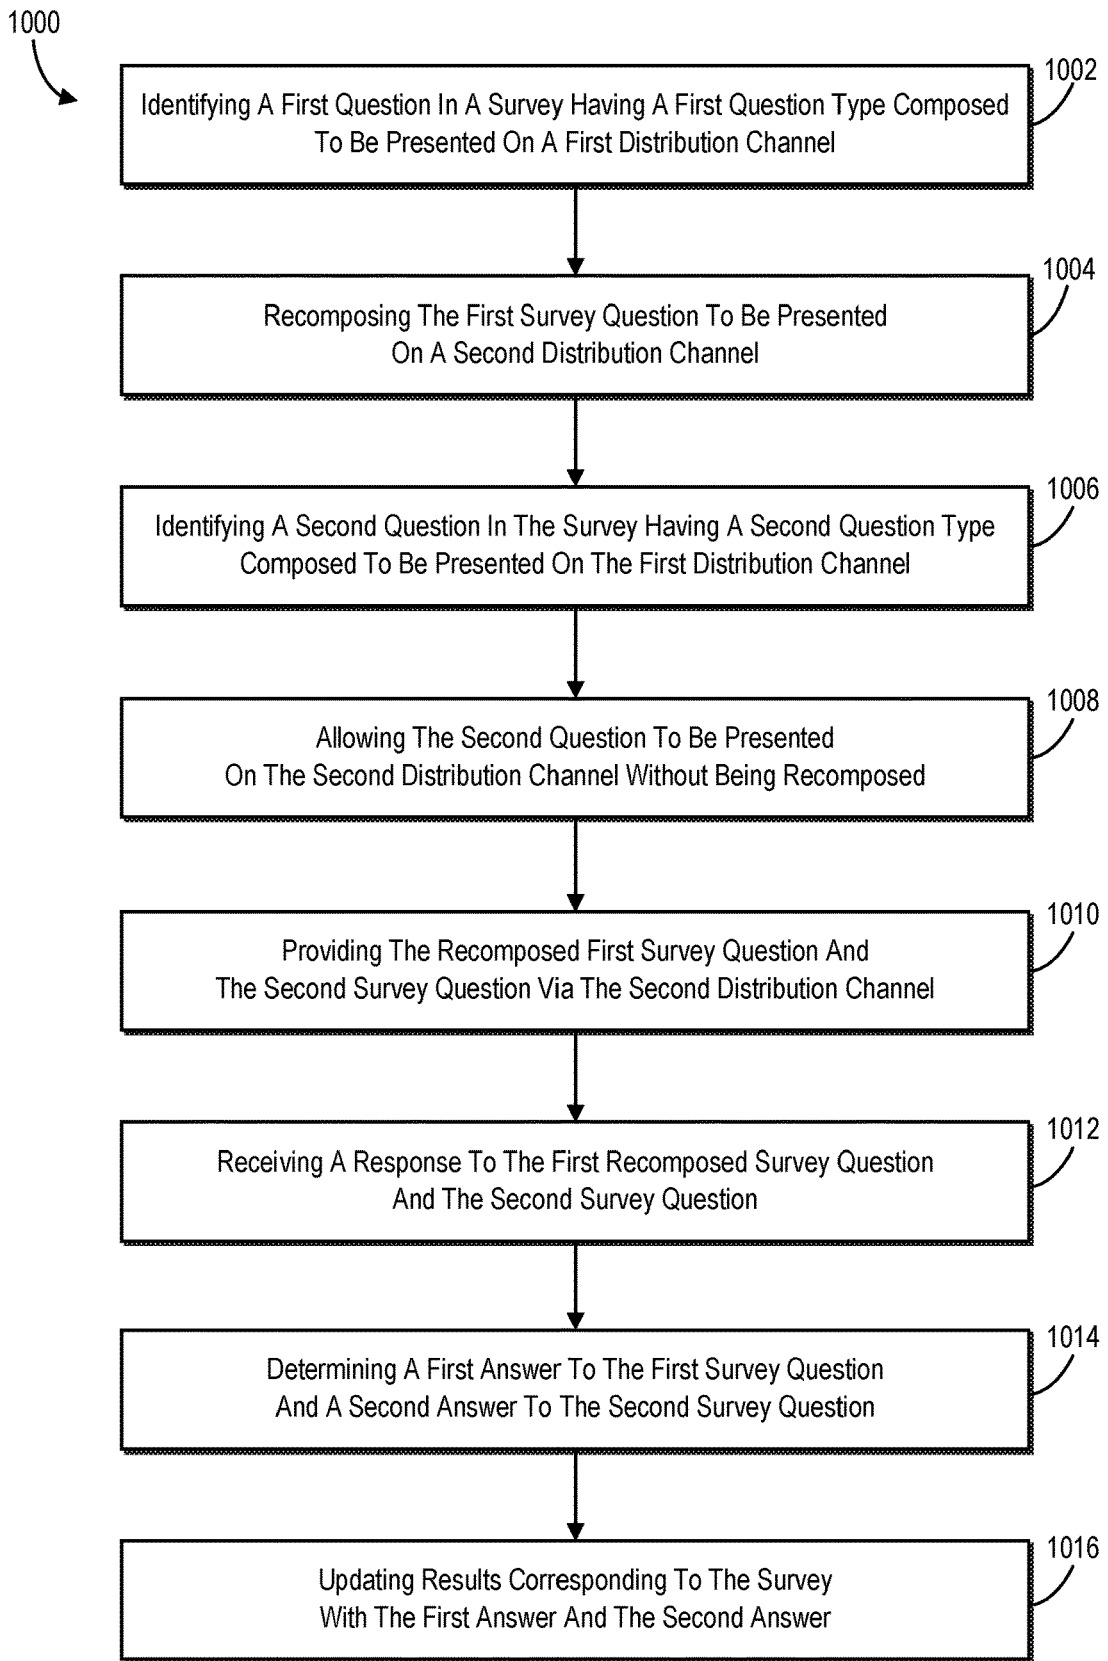 1000
1002
Identifying A First Question In A Survey Having A First Question Type Composed
To Be Presented On A First Distribution Channel
1004
Recomposing The First Survey Question To Be Presented
On A Second Distribution Channel
1006
Identifying A Second Question In The Survey Having A Second Question Type
Composed To Be Presented On The First Distribution Channel
1008
Allowing The Second Question To Be Presented
On The Second Distribution Channel Without Being Recomposed
1010
Providing The Recomposed First Survey Question And
The Second Survey Question Via The Second Distribution Channel
1012
Receiving A Response To The First Recomposed Survey Question
And The Second Survey Question
1014
Determining A First Answer To The First Survey Question
And A Second Answer To The Second Survey Question
1016
Updating Results Corresponding To The Survey
With The First Answer And The Second Answer